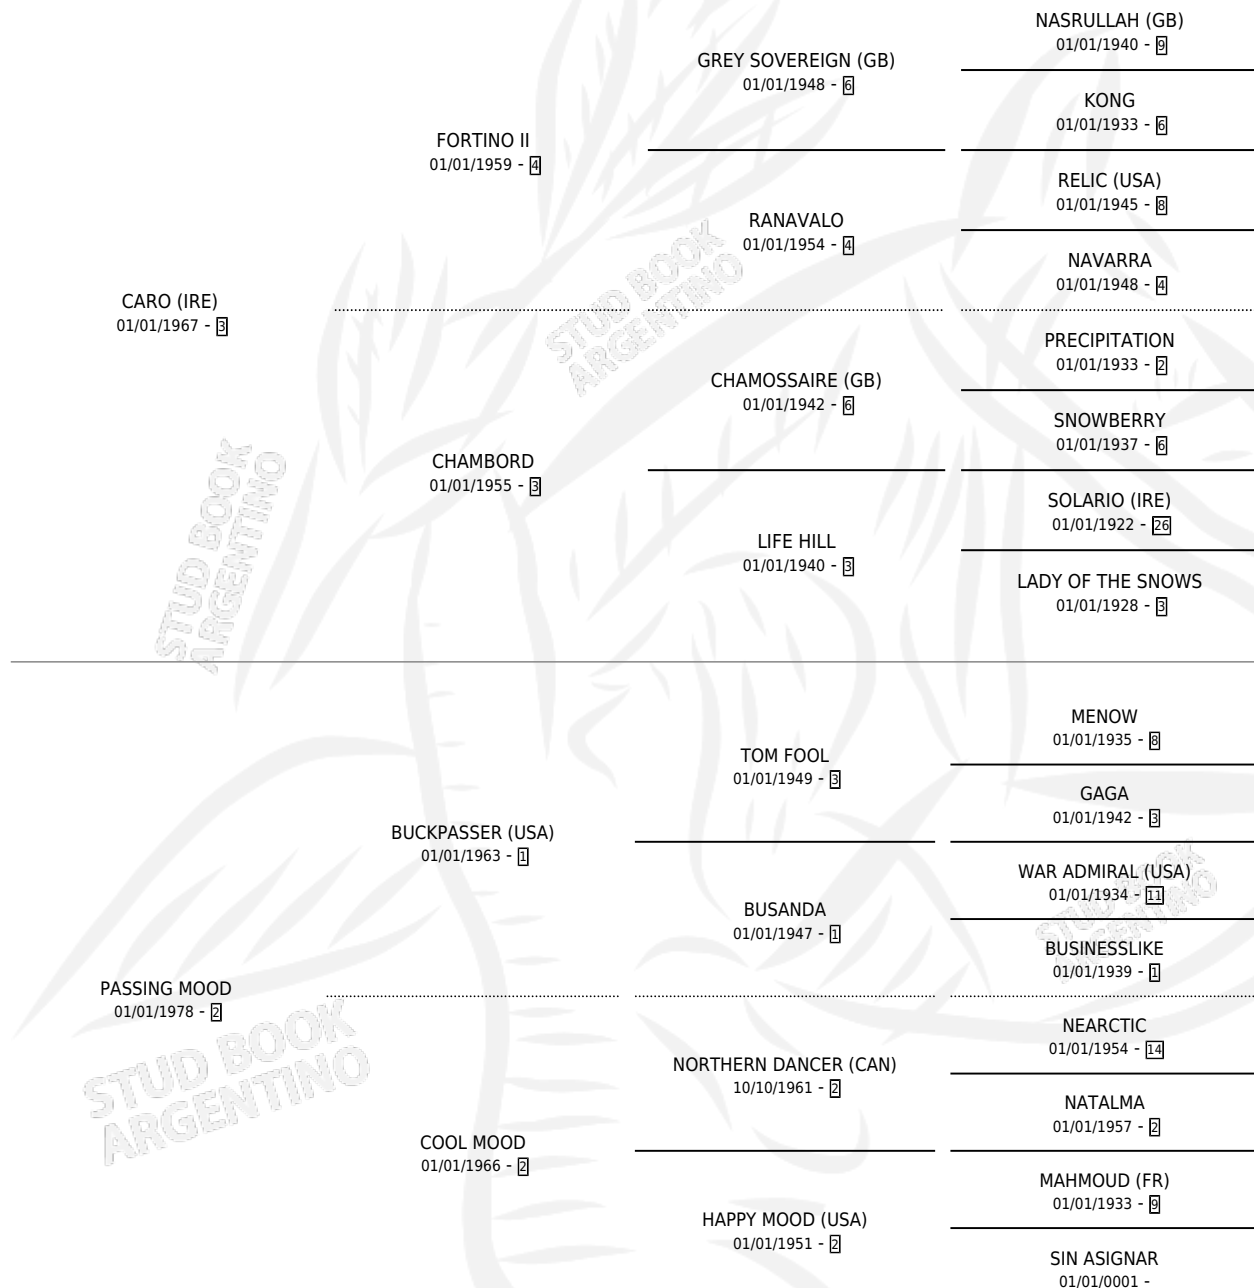 NASRULLAH (GB)
01/01/1940 - 9
GREY SOVEREIGN (GB)
01/01/1948 - 6
KONG
01/01/1933 - 6
FORTINO II
01/01/1959 - 4
RELIC (USA)
01/01/1945 - 8
RANAVALO
01/01/1954 - 4
NAVARRA
01/01/1948 - 4
CARO (IRE)
01/01/1967 - 3
PRECIPITATION
01/01/1933 - 2
CHAMOSSAIRE (GB)
01/01/1942 - 6
SNOWBERRY
01/01/1937 - 6
CHAMBORD
01/01/1955 - 3
SOLARIO (IRE)
01/01/1922 - 26
LIFE HILL
01/01/1940 - 3
LADY OF THE SNOWS
01/01/1928 - 3
MENOW
01/01/1935 - 8
TOM FOOL
01/01/1949 - 3
GAGA
01/01/1942 - 3
BUCKPASSER (USA)
01/01/1963 - 1
WAR ADMIRAL (USA)
01/01/1934 - 11
BUSANDA
01/01/1947 - 1
BUSINESSLIKE
01/01/1939 - 1
PASSING MOOD
01/01/1978 - 2
NEARCTIC
01/01/1954 - 14
NORTHERN DANCER (CAN)
10/10/1961 - 2
NATALMA
01/01/1957 - 2
COOL MOOD
01/01/1966 - 2
MAHMOUD (FR)
01/01/1933 - 9
HAPPY MOOD (USA)
01/01/1951 - 2
SIN ASIGNAR
01/01/0001 -
STUD BOOK
ARGENTINO
STUD BOOK
ARGENTINO
STUD BOOK
ARGENTINO
STUD BOOK
ARGENTINO